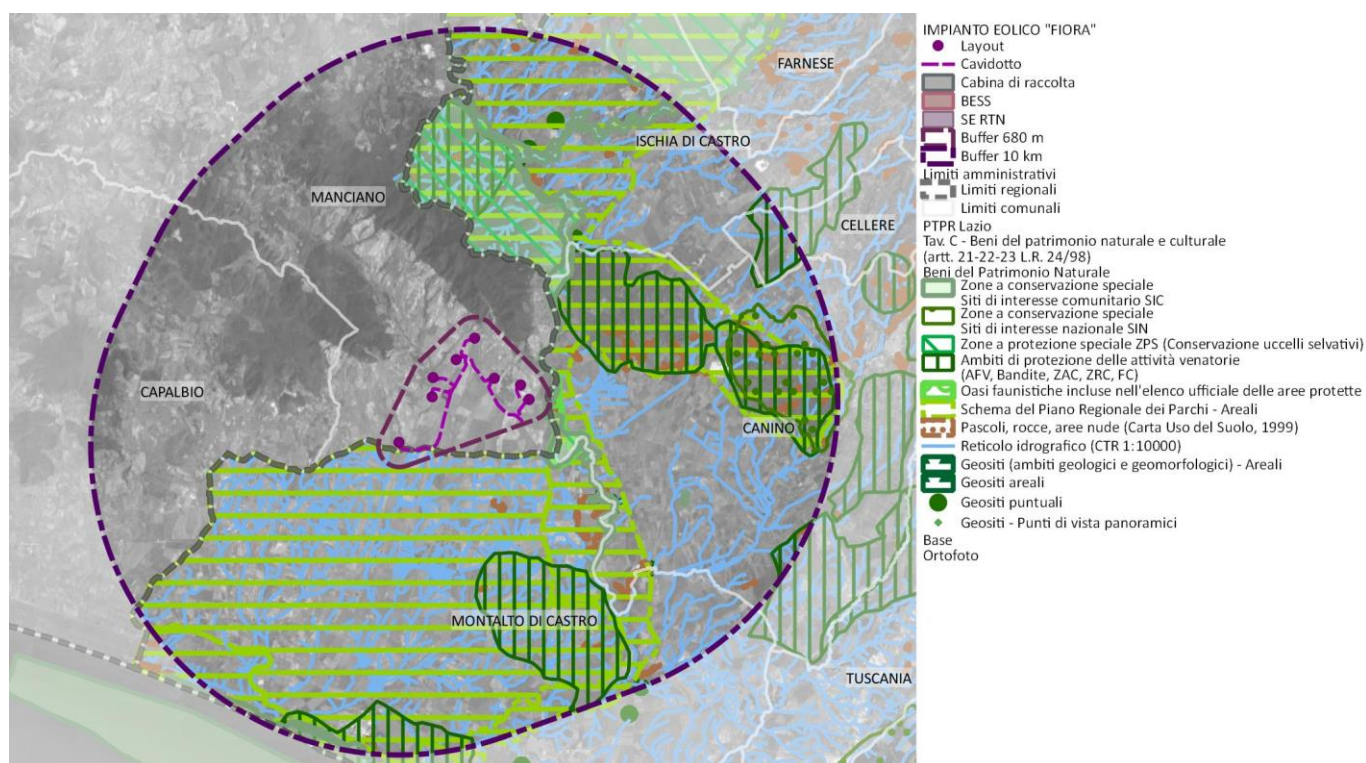 FARNESE
ISCHIA DI CASTRO
MANCIANO
CELLERE
CAPALBIO
CANINO
MONTALTO DI CASTRO
TUSCANIA
IMPIANTO EOLICO "FIORA"
Layout
Cavidotto
Cabina di raccolta
BESS
SE RTN
Buffer 680 m
Buffer 10 km
Limiti amministrativi
Limiti regionali
Limiti comunali
PTPR Lazio
Tav. C - Beni del patrimonio naturale e culturale
(artt. 21-22-23 L.R. 24/98)
Beni del Patrimonio Naturale
Zone a conservazione speciale
Siti di interesse comunitario SIC
Zone a conservazione speciale
Siti di interesse nazionale SIN
Zone a protezione speciale ZPS (Conservazione uccelli selvativi)
Ambiti di protezione delle attività venatorie
(AFV, Bandite, ZAC, ZRC, FC)
Oasi faunistiche incluse nell'elenco ufficiale delle aree protette
Schema del Piano Regionale dei Parchi - Areali
Pascoli, rocce, aree nude (Carta Uso del Suolo, 1999)
Reticolo idrografico (CTR 1:10000)
Geositi (ambiti geologici e geomorfologici) - Areali
Geositi areali
Geositi puntuali
Geositi - Punti di vista panoramici
Base
Ortofoto